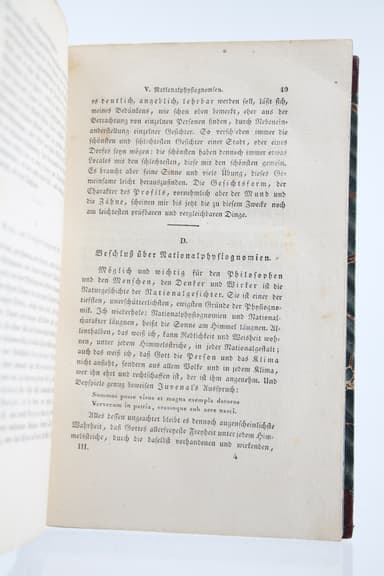 V. Nationalphysiognomien. 49
es deutlich, angeblich, lehrbar werden soll, läßt sich,
meines Bedünkens, wie schon oben bemerkt, eher aus der
Betrachtung von einzelnen Personen finden, durch Nebenein-
anderstellung einzelner Gesichter. So verschieden immer die
schönsten und schlechtesten Gesichter einer Stadt, oder eines
Dorfes seyn mögen: die schönsten haben dennoch immer etwas
Locales mit den schlechtesten, diese mit den schönsten gemein.
Es braucht aber feine Sinne und viele Übung, dieses Ge-
meinsame leicht herauszufinden. Die Gesichtsform, der
Charakter des Profils, vornehmlich aber der Mund und
die Zähne, scheinen mir bis jetzt die zu diesem Zwecke noch
am leichtesten prüfbaren und vergleichbaren Dinge.
D.
Beschluß über Nationalphysiognomien.
Möglich und wichtig für den Philosophen
und den Menschen, den Denker und Wirker ist die
Naturgeschichte der Nationalgesichter. Sie ist einer der
tiefsten, unerschütterlichsten, ewigsten Gründe der Physiogno-
mik. Ich wiederhole: Nationalphysiognomien und National-
charakter läugnen, heißt die Sonne am Himmel läugnen. Al-
lenthalben, das weiß ich, kann Redlichkeit und Weisheit woh-
nen, unter jedem Himmelsstriche, in jeder Nationalgestalt;
auch das weiß ich, daß Gott die Person und das Klima
nicht ansieht, sondern aus allem Volke und in jedem Klima,
wer ihn ehrt und rechtschaffen ist, der ist ihm angenehm. Und
Beyspiele genug beweisen Juvenal's Ausspruch:
Summos posse viros et magna exempla daturos
Vervecum in patria, crassoque sub aere nasci.
Alles dessen ungeachtet bleibt es dennoch augenscheinlichste
Wahrheit, daß Gottes allerfreyeste Freyheit unter jedem Him-
melsstriche, durch die daselbst vorhandenen und wirkenden,
III. 4